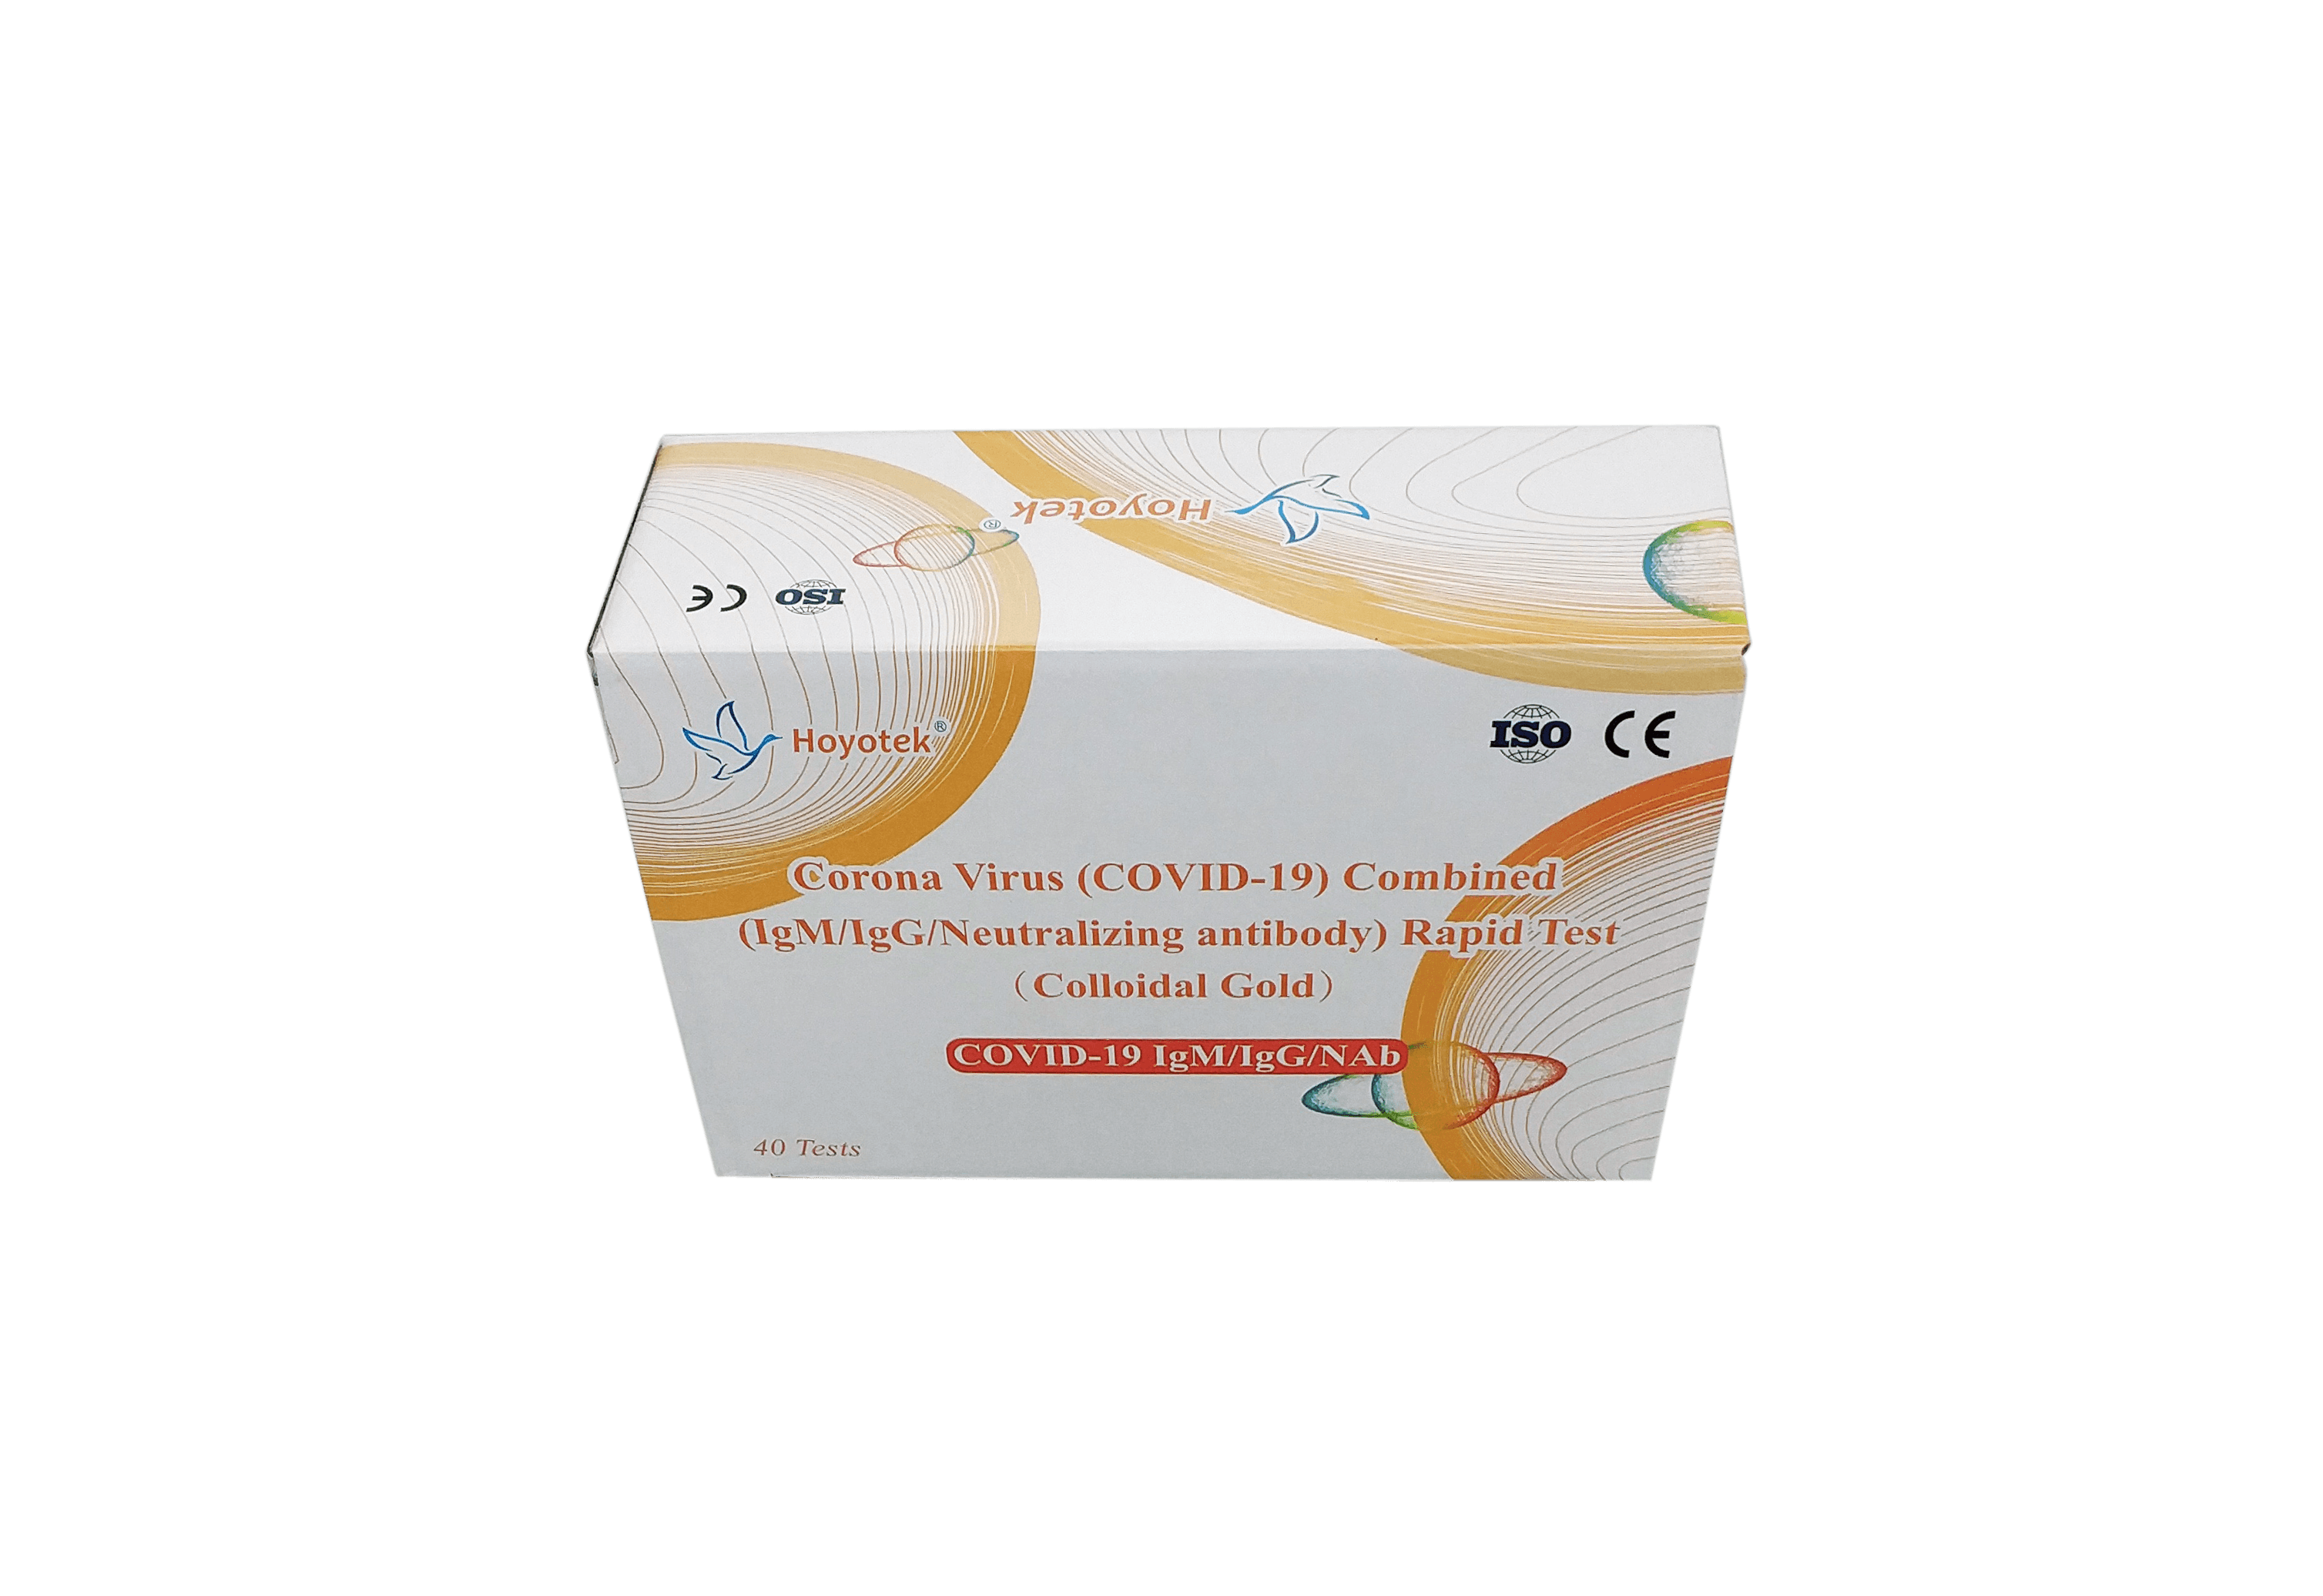 Hoyotek®
ISO CE
Hoyotek®
ISO CE
Corona Virus (COVID-19) Combined
(IgM/IgG/Neutralizing antibody) Rapid Test
（Colloidal Gold）
COVID-19 IgM/IgG/NAb
40 Tests